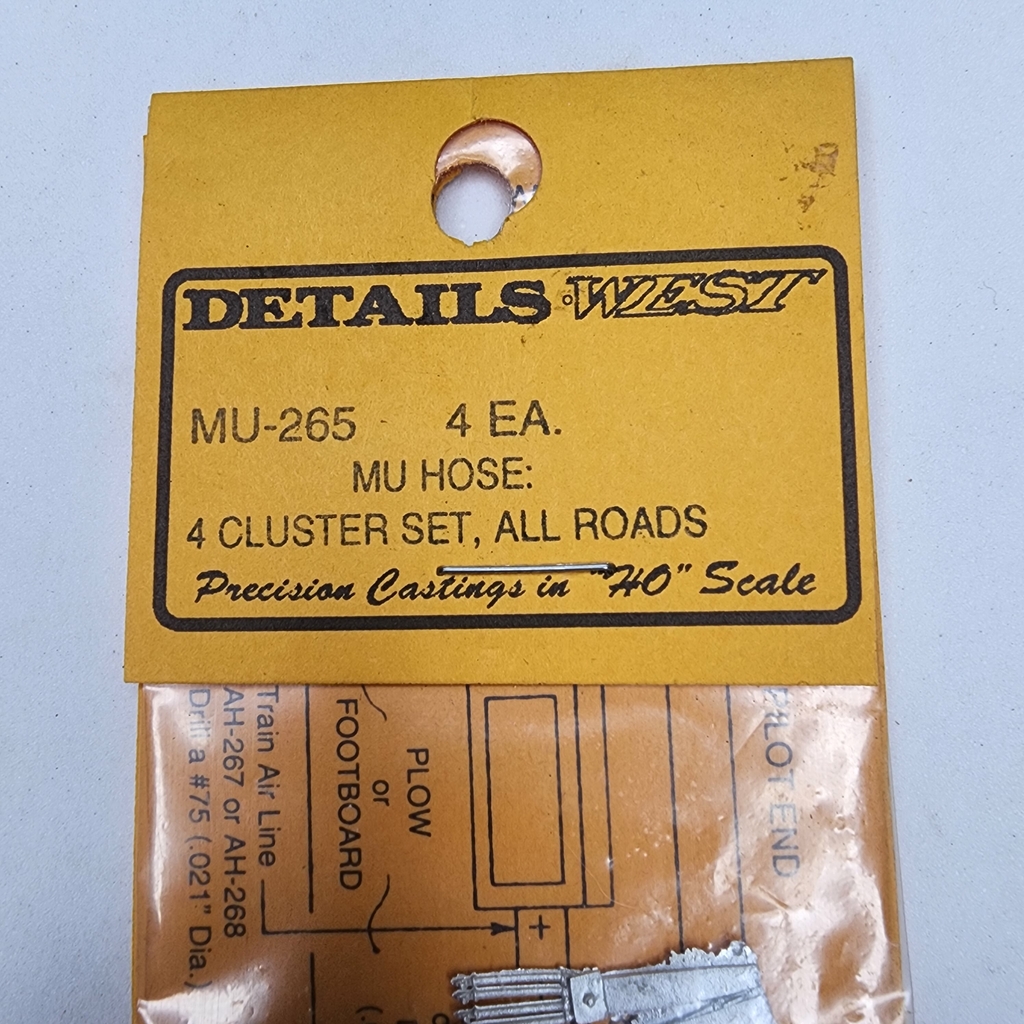 DETAILS WEST
MU-265 4 EA.
MU HOSE:
4 CLUSTER SET, ALL ROADS
Precision Castings in "HO" Scale
PILOT END
PLOW
or
FOOTBOARD
Train Air Line
AH-267 or AH-268
Drill a #75 (.021" Dia.)
+